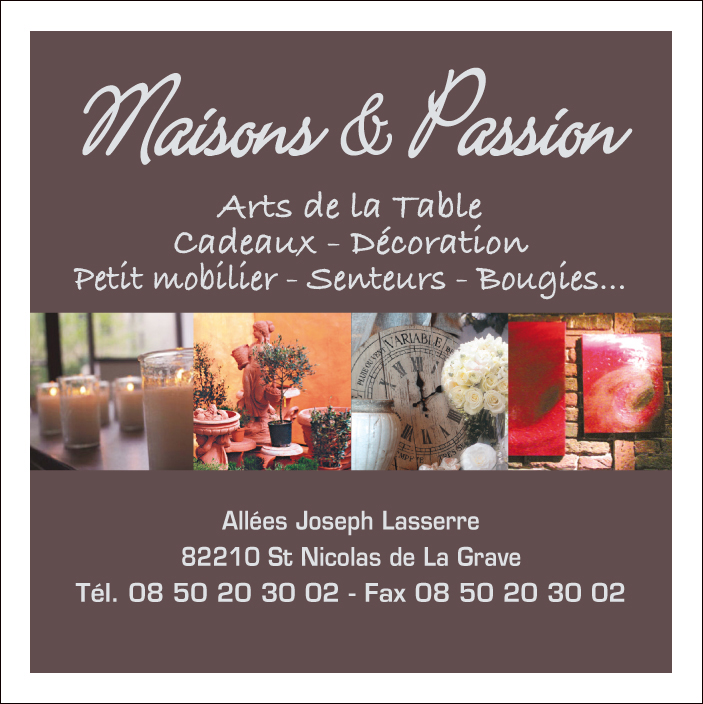 Maisons & Passion
Arts de la Table
Cadeaux - Décoration
Petit mobilier - Senteurs - Bougies...
VARIABLE
Allées Joseph Lasserre
82210 St Nicolas de La Grave
Tél. 08 50 20 30 02 - Fax 08 50 20 30 02